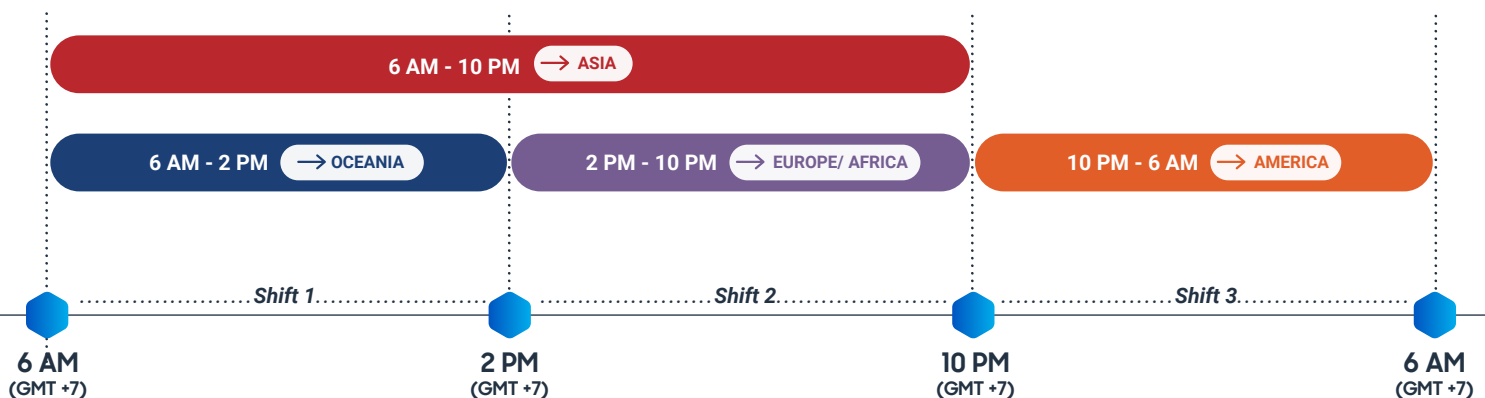 6 AM - 10 PM → ASIA
6 AM - 2 PM → OCEANIA
2 PM - 10 PM → EUROPE/ AFRICA
10 PM - 6 AM → AMERICA
Shift 1
Shift 2
Shift 3
6 AM
(GMT +7)
2 PM
(GMT +7)
10 PM
(GMT +7)
6 AM
(GMT +7)